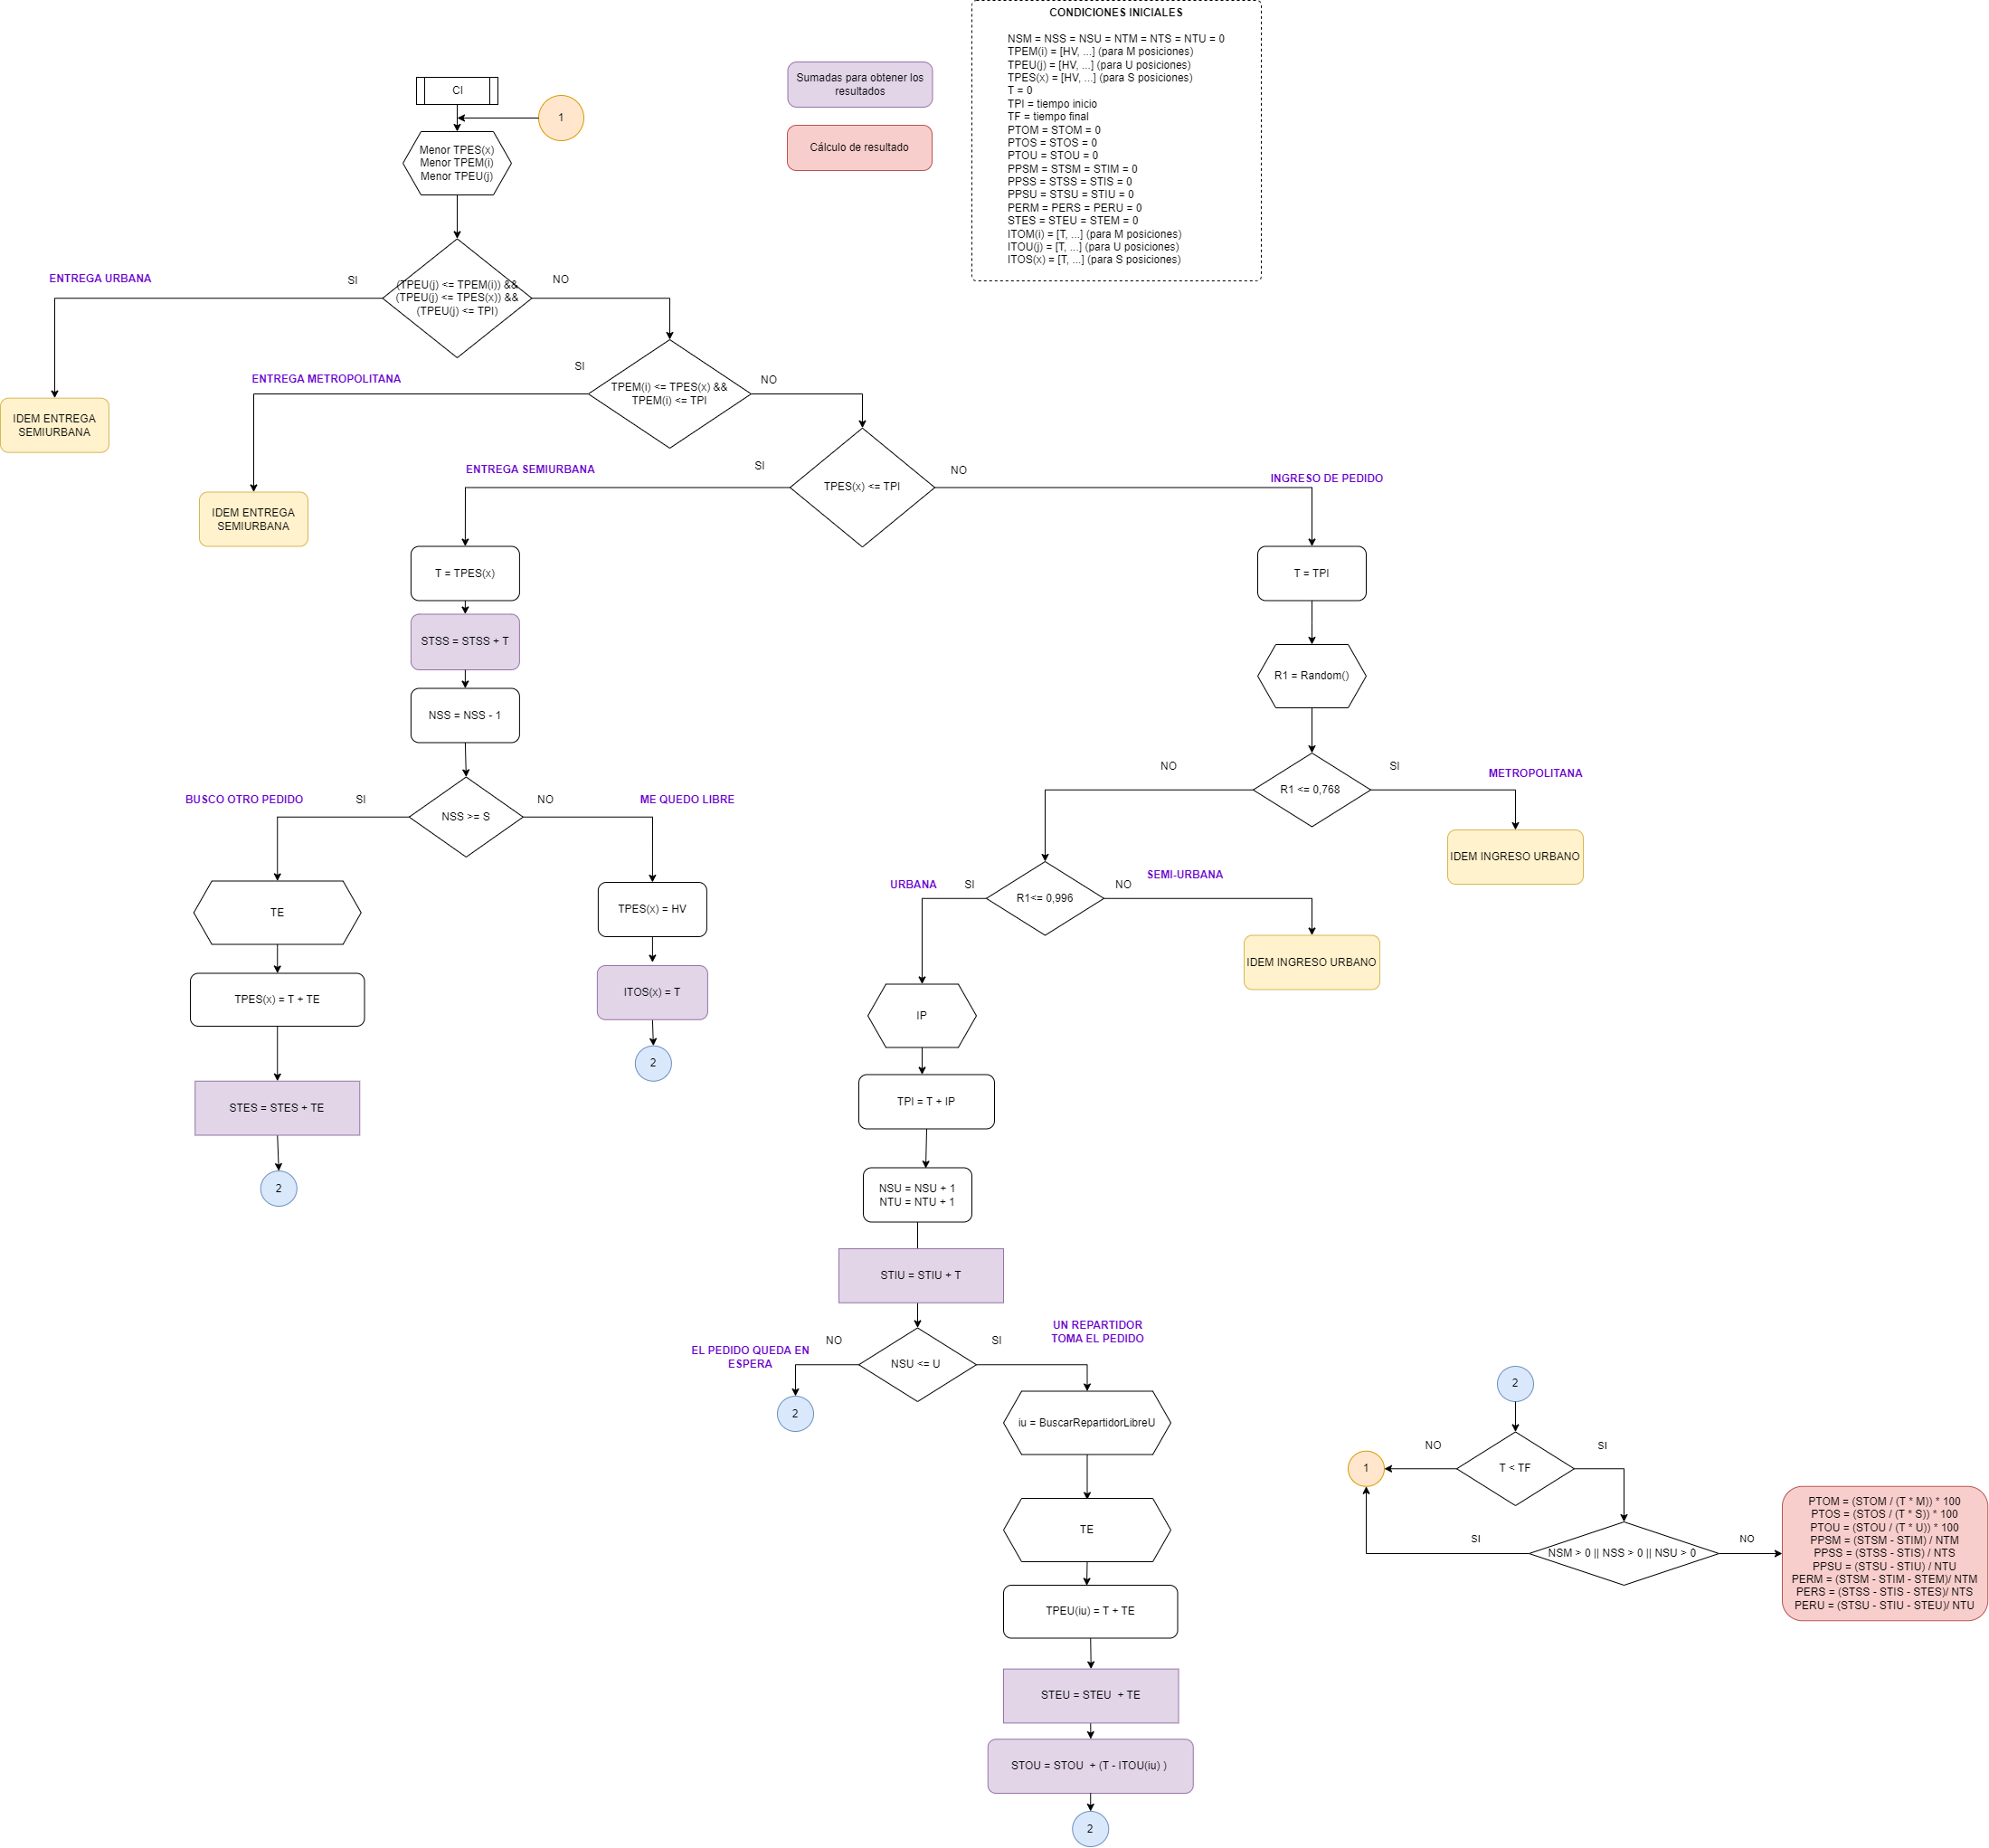 CONDICIONES INICIALES
NSM = NSS = NSU = NTM = NTS = NTU = 0
TPEM(i) = [HV, ...] (para M posiciones)
TPEU(j) = [HV, ...] (para U posiciones)
TPES(x) = [HV, ...] (para S posiciones)
T = 0
TPI = tiempo inicio
TF = tiempo final
PTOM = STOM = 0
PTOS = STOS = 0
PTOU = STOU = 0
PPSM = STSM = STIM = 0
PPSS = STSS = STIS = 0
PPSU = STSU = STIU = 0
PERM = PERS = PERU = 0
STES = STEU = STEM = 0
ITOM(i) = [T, ...] (para M posiciones)
ITOU(j) = [T, ...] (para U posiciones)
ITOS(x) = [T, ...] (para S posiciones)
Sumadas para obtener los
resultados
Cálculo de resultado
CI
1
Menor TPES(x)
Menor TPEM(i)
Menor TPEU(j)
(TPEU(j) <= TPEM(i)) &&
(TPEU(j) <= TPES(x)) &&
(TPEU(j) <= TPI)
SI
NO
ENTREGA URBANA
IDEM ENTREGA
SEMIURBANA
TPEM(i) <= TPES(x) &&
TPEM(i) <= TPI
SI
NO
ENTREGA METROPOLITANA
IDEM ENTREGA
SEMIURBANA
TPES(x) <= TPI
SI
NO
ENTREGA SEMIURBANA
INGRESO DE PEDIDO
T = TPES(x)
STSS = STSS + T
NSS = NSS - 1
NSS >= S
BUSCO OTRO PEDIDO
SI
NO
ME QUEDO LIBRE
TE
TPES(x) = T + TE
STES = STES + TE
2
TPES(x) = HV
ITOS(x) = T
2
T = TPI
R1 = Random()
R1 <= 0,768
NO
SI
METROPOLITANA
IDEM INGRESO URBANO
R1<= 0,996
URBANA
SI
NO
SEMI-URBANA
IDEM INGRESO URBANO
IP
TPI = T + IP
NSU = NSU + 1
NTU = NTU + 1
STIU = STIU + T
NSU <= U
NO
SI
EL PEDIDO QUEDA EN
ESPERA
2
UN REPARTIDOR
TOMA EL PEDIDO
iu = BuscarRepartidorLibreU
TE
TPEU(iu) = T + TE
STEU = STEU + TE
STOU = STOU + (T - ITOU(iu) )
2
2
T < TF
NO
SI
1
NSM > 0 || NSS > 0 || NSU > 0
SI
NO
PTOM = (STOM / (T * M)) * 100
PTOS = (STOS / (T * S)) * 100
PTOU = (STOU / (T * U)) * 100
PPSM = (STSM - STIM) / NTM
PPSS = (STSS - STIS) / NTS
PPSU = (STSU - STIU) / NTU
PERM = (STSM - STIM - STEM)/ NTM
PERS = (STSS - STIS - STES)/ NTS
PERU = (STSU - STIU - STEU)/ NTU